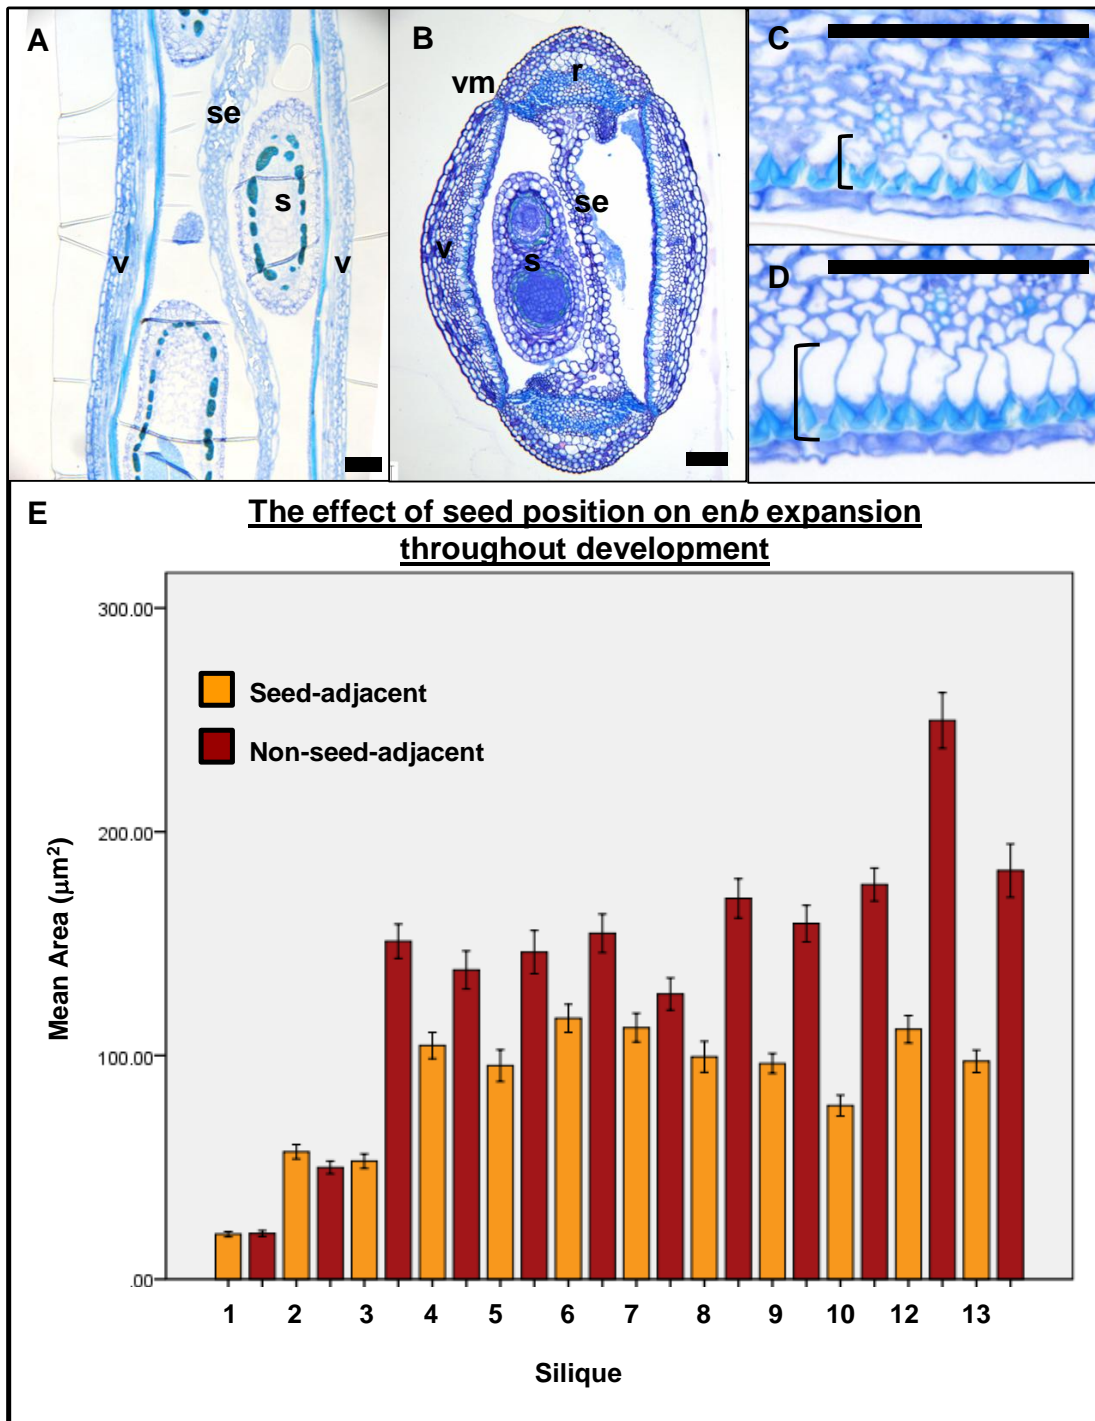 A
se
s
v
v
B
r
vm
se
v
s
C
D
E
The effect of seed position on enb expansion
throughout development
300.00
200.00
100.00
.00
Seed-adjacent
Non-seed-adjacent
Mean Area (μm²)
1 2 3 4 5 6 7 8 9 10 12 13
Silique